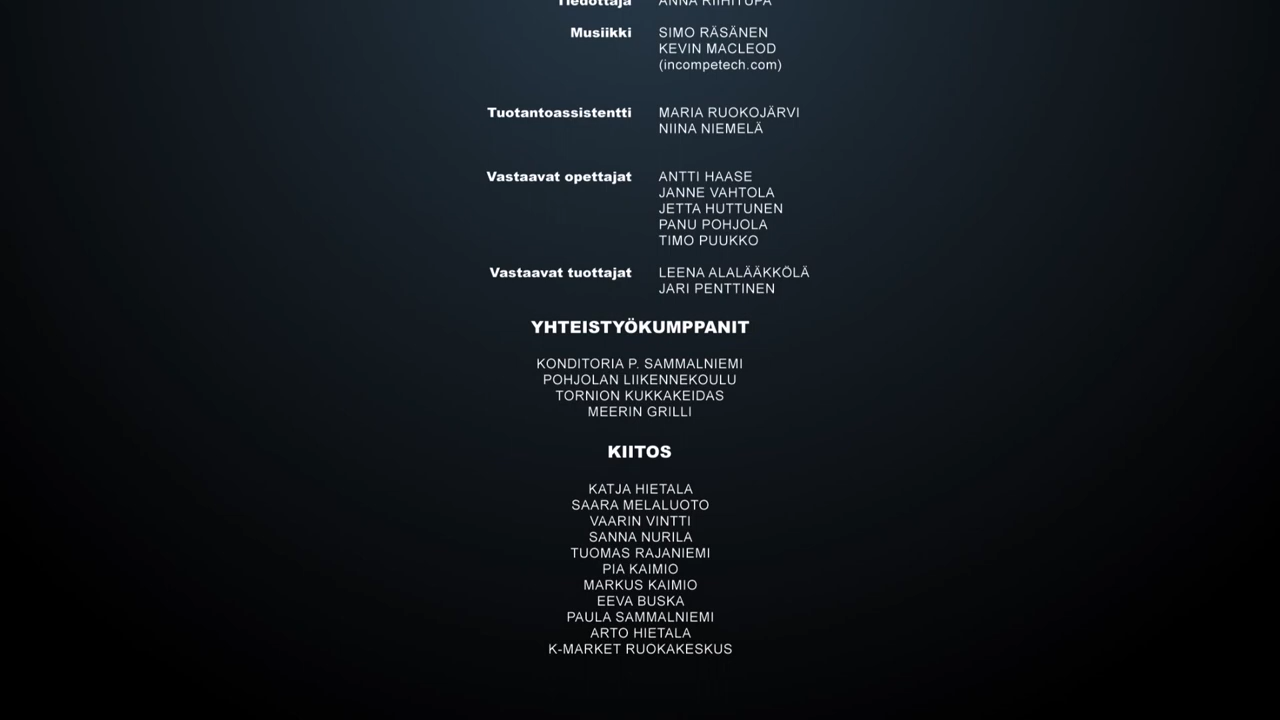 Tiedottaja ANNA RIIHITUPA
Musiikki SIMO RÄSÄNEN
KEVIN MACLEOD
(incompetech.com)
Tuotantoassistentti MARIA RUOKOJÄRVI
NIINA NIEMELÄ
Vastaavat opettajat ANTTI HAASE
JANNE VAHTOLA
JETTA HUTTUNEN
PANU POHJOLA
TIMO PUUKKO
Vastaavat tuottajat LEENA ALALÄÄKKÖLÄ
JARI PENTTINEN
YHTEISTYÖKUMPPANIT
KONDITORIA P. SAMMALNIEMI
POHJOLAN LIIKENNEKOULU
TORNION KUKKAKEIDAS
MEERIN GRILLI
KIITOS
KATJA HIETALA
SAARA MELALUOTO
VAARIN VINTTI
SANNA NURILA
TUOMAS RAJANIEMI
PIA KAIMIO
MARKUS KAIMIO
EEVA BUSKA
PAULA SAMMALNIEMI
ARTO HIETALA
K-MARKET RUOKAKESKUS